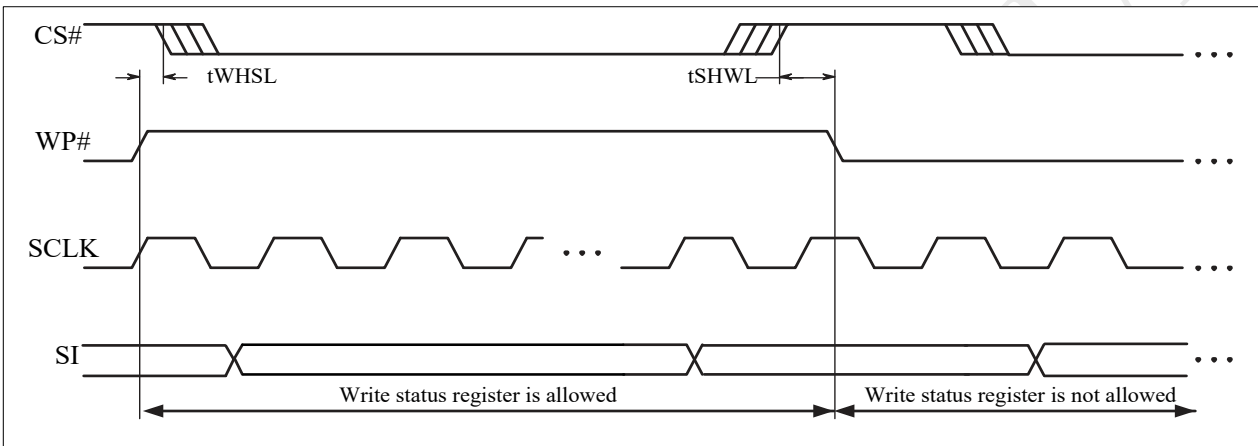 CS#
tWHSL
tSHWL
WP#
SCLK
SI
Write status register is allowed
Write status register is not allowed